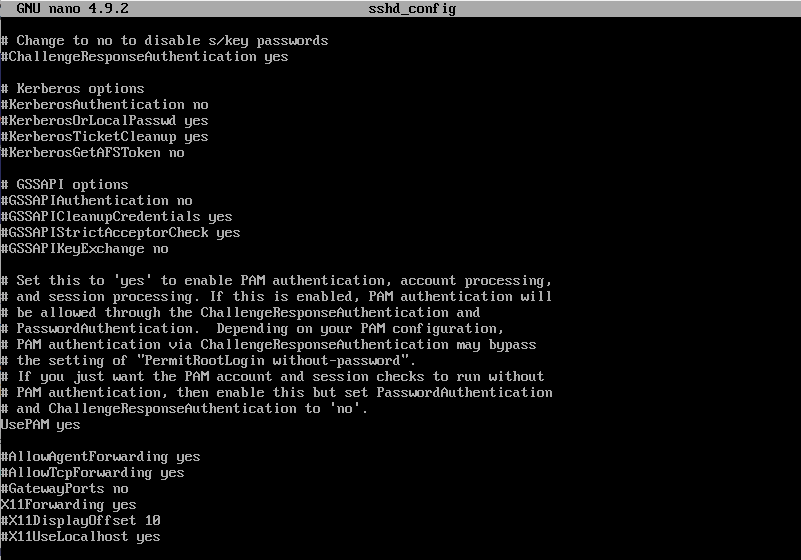 GNU nano 4.9.2 sshd_config
# Change to no to disable s/key passwords
#ChallengeResponseAuthentication yes
# Kerberos options
#KerberosAuthentication no
#KerberosOrLocalPasswd yes
#KerberosTicketCleanup yes
#KerberosGetAFSToken no
# GSSAPI options
#GSSAPIAuthentication no
#GSSAPICleanupCredentials yes
#GSSAPIStrictAcceptorCheck yes
#GSSAPIKeyExchange no
# Set this to 'yes' to enable PAM authentication, account processing,
# and session processing. If this is enabled, PAM authentication will
# be allowed through the ChallengeResponseAuthentication and
# PasswordAuthentication.  Depending on your PAM configuration,
# PAM authentication via ChallengeResponseAuthentication may bypass
# the setting of "PermitRootLogin without-password".
# If you just want the PAM account and session checks to run without
# PAM authentication, then enable this but set PasswordAuthentication
# and ChallengeResponseAuthentication to 'no'.
UsePAM yes
#AllowAgentForwarding yes
#AllowTcpForwarding yes
#GatewayPorts no
X11Forwarding yes
#X11DisplayOffset 10
#X11UseLocalhost yes